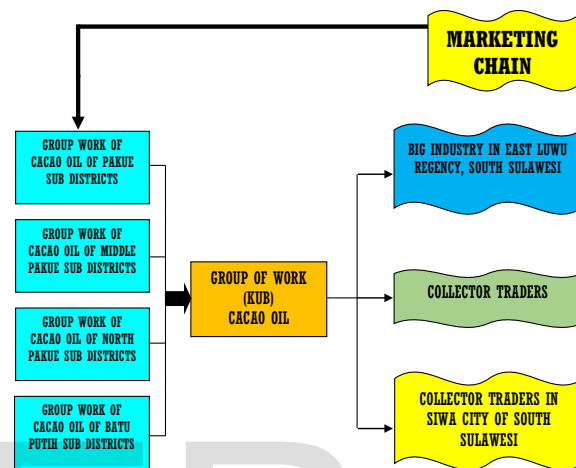 MARKETING
CHAIN
GROUP WORK OF
CACAO OIL OF PAKUE
SUB DISTRICTS
GROUP WORK OF
CACAO OIL OF MIDDLE
PAKUE SUB DISTRICTS
GROUP WORK OF
CACAO OIL OF NORTH
PAKUE SUB DISTRICTS
GROUP WORK OF
CACAO OIL OF BATU
PUTIH SUB DISTRICTS
GROUP OF WORK
(KUB)
CACAO OIL
BIG INDUSTRY IN EAST LUWU
REGENCY, SOUTH SULAWESI
COLLECTOR TRADERS
COLLECTOR TRADERS IN
SIWA CITY OF SOUTH
SULAWESI